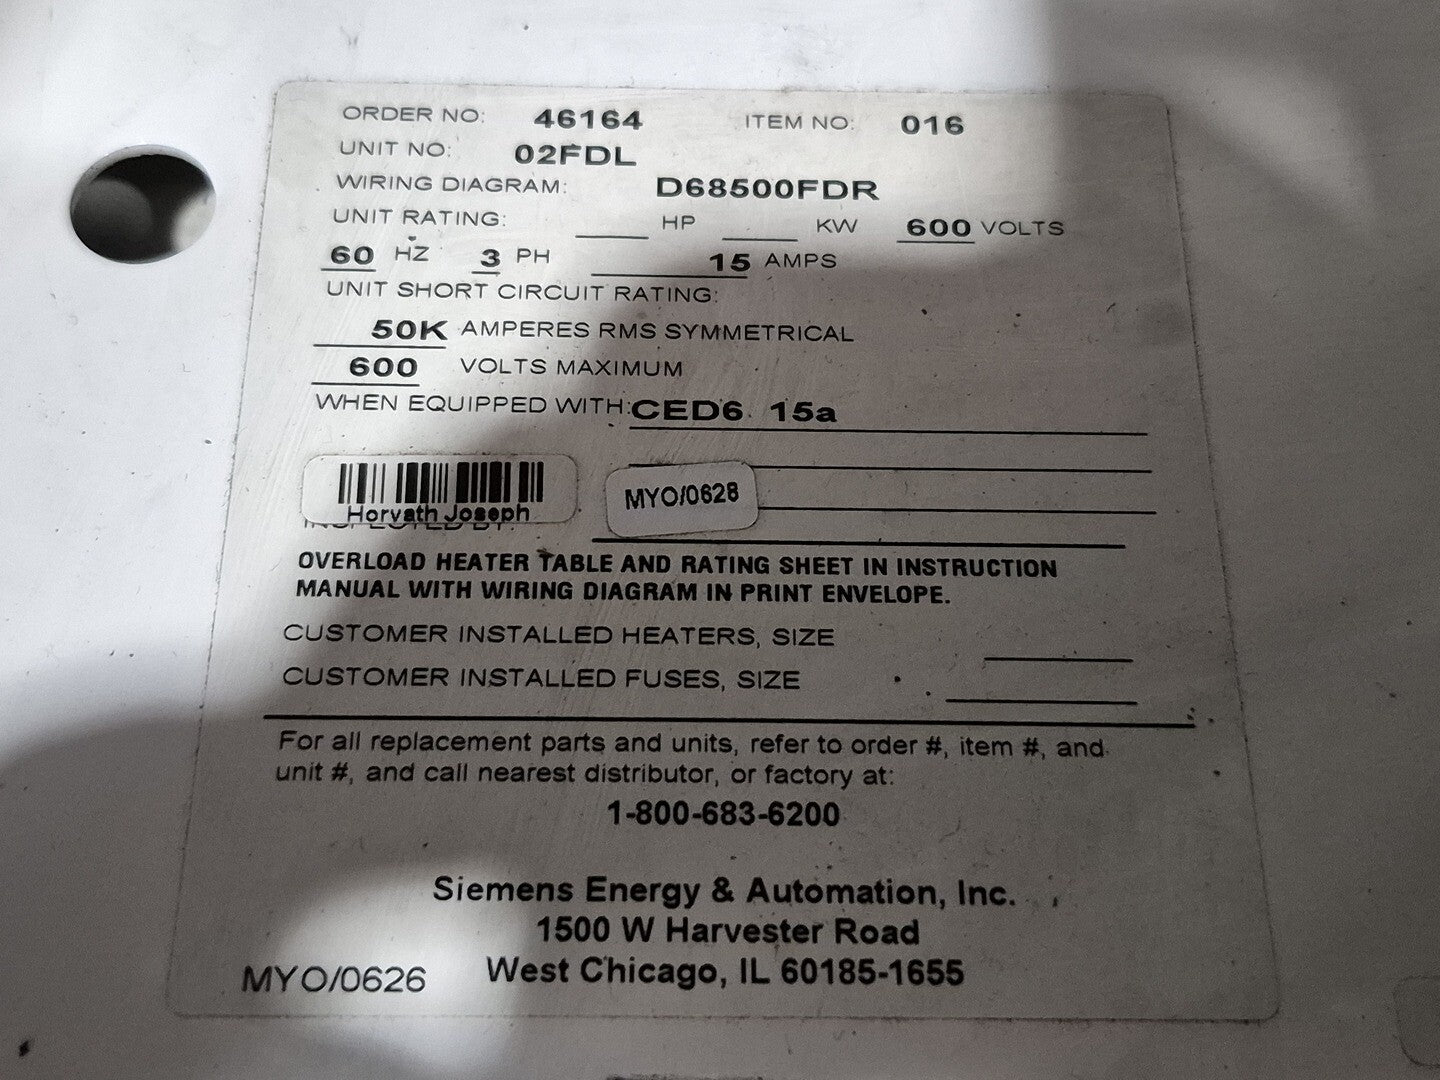 ORDER NO: 46164 ITEM NO: 016
UNIT NO: 02FDL
WIRING DIAGRAM: D68500FDR
UNIT RATING: ____ HP ____ KW 600 VOLTS
60 HZ 3 PH 15 AMPS
UNIT SHORT CIRCUIT RATING:
50K AMPERES RMS SYMMETRICAL
600 VOLTS MAXIMUM
WHEN EQUIPPED WITH: CED6 15a
Horvath Joseph
MYO/0628
OVERLOAD HEATER TABLE AND RATING SHEET IN INSTRUCTION
MANUAL WITH WIRING DIAGRAM IN PRINT ENVELOPE.
CUSTOMER INSTALLED HEATERS, SIZE
CUSTOMER INSTALLED FUSES, SIZE
For all replacement parts and units, refer to order #, item #, and
unit #, and call nearest distributor, or factory at:
1-800-683-6200
Siemens Energy & Automation, Inc.
1500 W Harvester Road
West Chicago, IL 60185-1655
MYO/0626